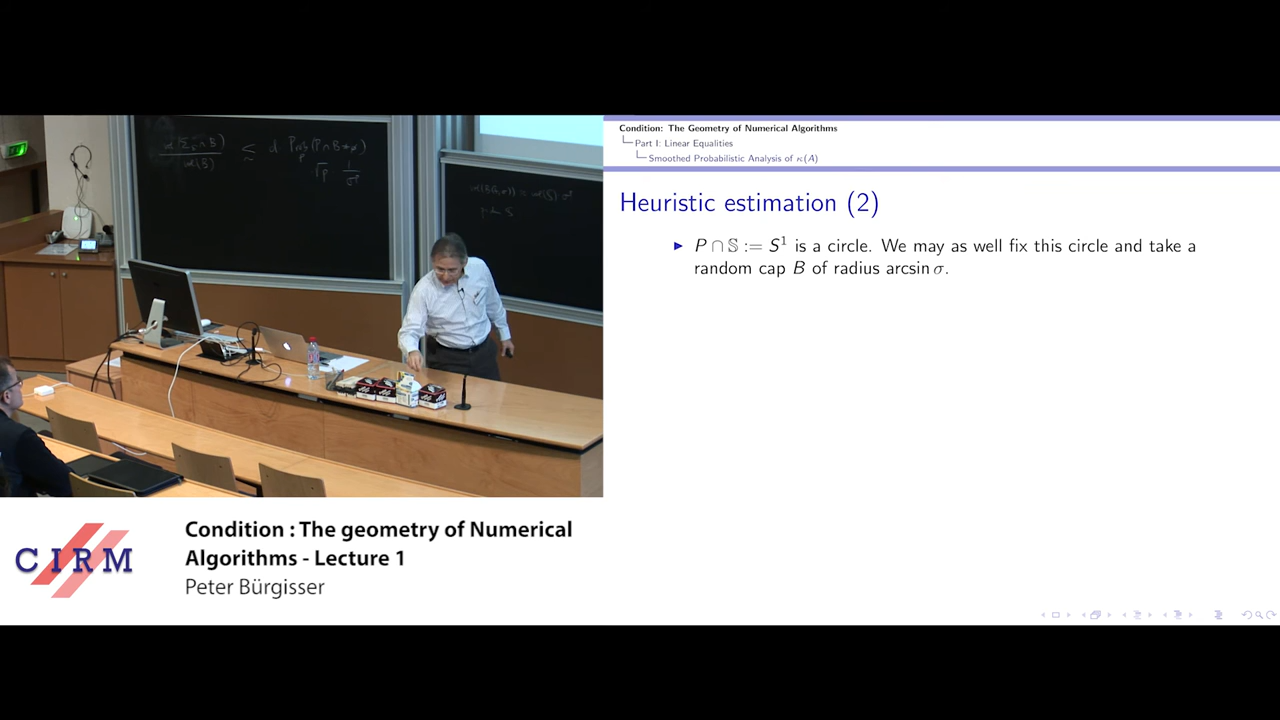 Condition: The Geometry of Numerical Algorithms
Part I: Linear Equalities
Smoothed Probabilistic Analysis of κ(A)
Heuristic estimation (2)
P ∩ 𝕊 := S¹ is a circle. We may as well fix this circle and take a
random cap B of radius arcsin σ.
CIRM
Condition : The geometry of Numerical
Algorithms - Lecture 1
Peter Bürgisser